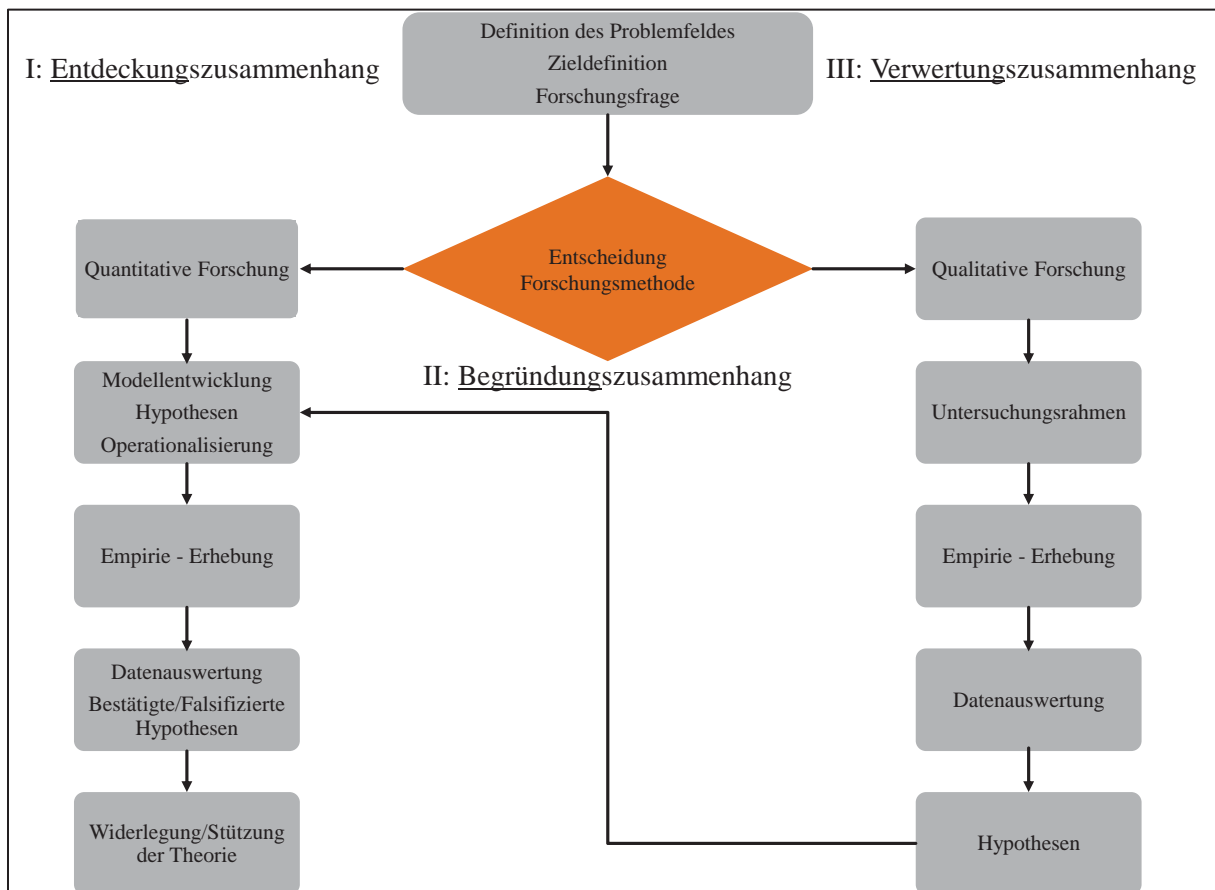 Definition des Problemfeldes
Zieldefinition
Forschungsfrage
I: Entdeckungszusammenhang
III: Verwertungszusammenhang
Entscheidung
Forschungsmethode
Quantitative Forschung
Qualitative Forschung
II: Begründungszusammenhang
Modellentwicklung
Hypothesen
Operationalisierung
Untersuchungsrahmen
Empirie - Erhebung
Empirie - Erhebung
Datenauswertung
Bestätigte/Falsifizierte
Hypothesen
Datenauswertung
Widerlegung/Stützung
der Theorie
Hypothesen